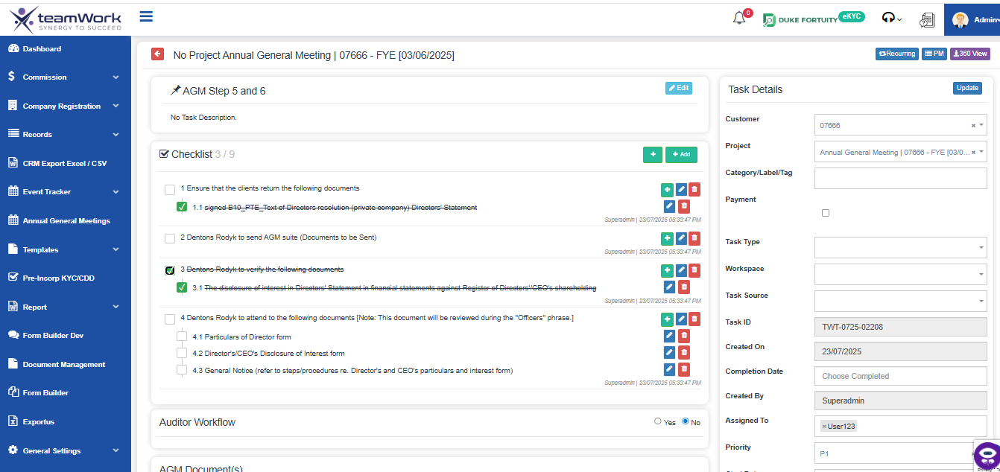 teamWork
SYNERGY TO SUCCEED
0
DUKE FORTUITY eKYC
Admin
Dashboard
Commission
Company Registration
Records
CRM Export Excel / CSV
Event Tracker
Annual General Meetings
Templates
Pre-Incorp KYC/CDD
Report
Form Builder Dev
Document Management
Form Builder
Exportus
General Settings
No Project Annual General Meeting | 07666 - FYE [03/06/2025]
Recurring
PM
360 View
AGM Step 5 and 6
Edit
No Task Description.
Checklist 3 / 9
+ Add
1 Ensure that the clients return the following documents
1.1 signed B10_PTE_Text of Directors resolution (private company) Directors' Statement
Superadmin | 23/07/2025 05:33:47 PM
2 Dentons Rodyk to send AGM suite (Documents to be Sent)
Superadmin | 23/07/2025 05:33:47 PM
3 Dentons Rodyk to verify the following documents
3.1 The disclosure of interest in Directors' Statement in financial statements against Register of Directors'/CEO's shareholding
Superadmin | 23/07/2025 05:33:47 PM
4 Dentons Rodyk to attend to the following documents [Note: This document will be reviewed during the "Officers" phrase.]
4.1 Particulars of Director form
4.2 Director's/CEO's Disclosure of Interest form
4.3 General Notice (refer to steps/procedures re. Director's and CEO's particulars and interest form)
Superadmin | 23/07/2025 05:33:47 PM
Auditor Workflow
Yes No
AGM Document(s)
Task Details
Update
Customer
07666
Project
Annual General Meeting | 07666 - FYE [03/0...
Category/Label/Tag
Payment
Task Type
Workspace
Task Source
Task ID
TWT-0725-02208
Created On
23/07/2025
Completion Date
Choose Completed
Created By
Superadmin
Assigned To
×User123
Priority
P1